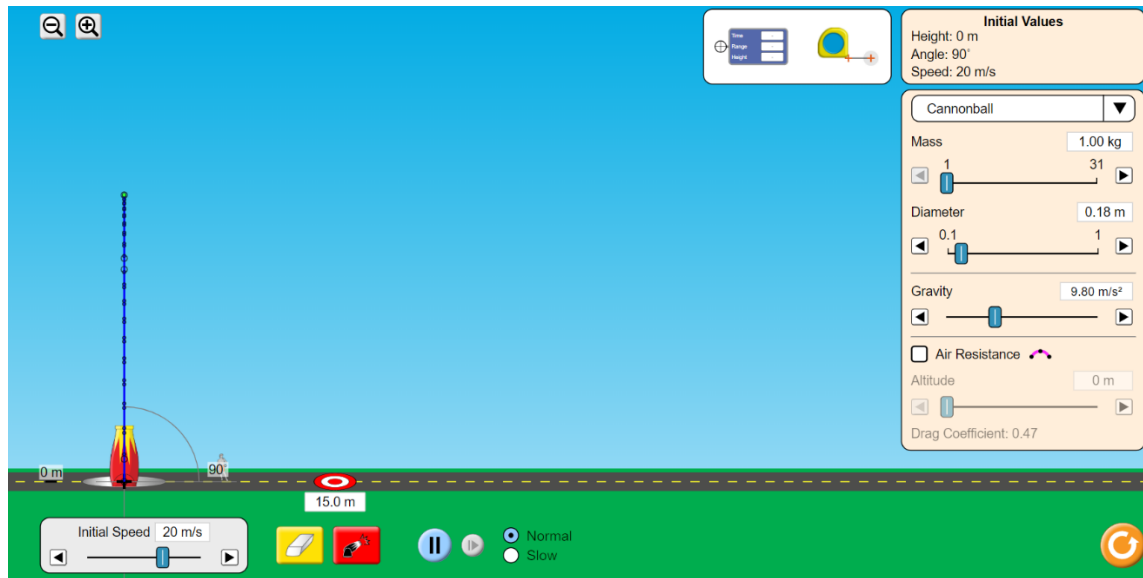 Time
Range
Height
Initial Values
Height: 0 m
Angle: 90°
Speed: 20 m/s
Cannonball
Mass 1.00 kg
1 31
Diameter 0.18 m
0.1 1
Gravity 9.80 m/s²
Air Resistance
Altitude 0 m
Drag Coefficient: 0.47
0 m
90°
15.0 m
Initial Speed 20 m/s
Normal
Slow